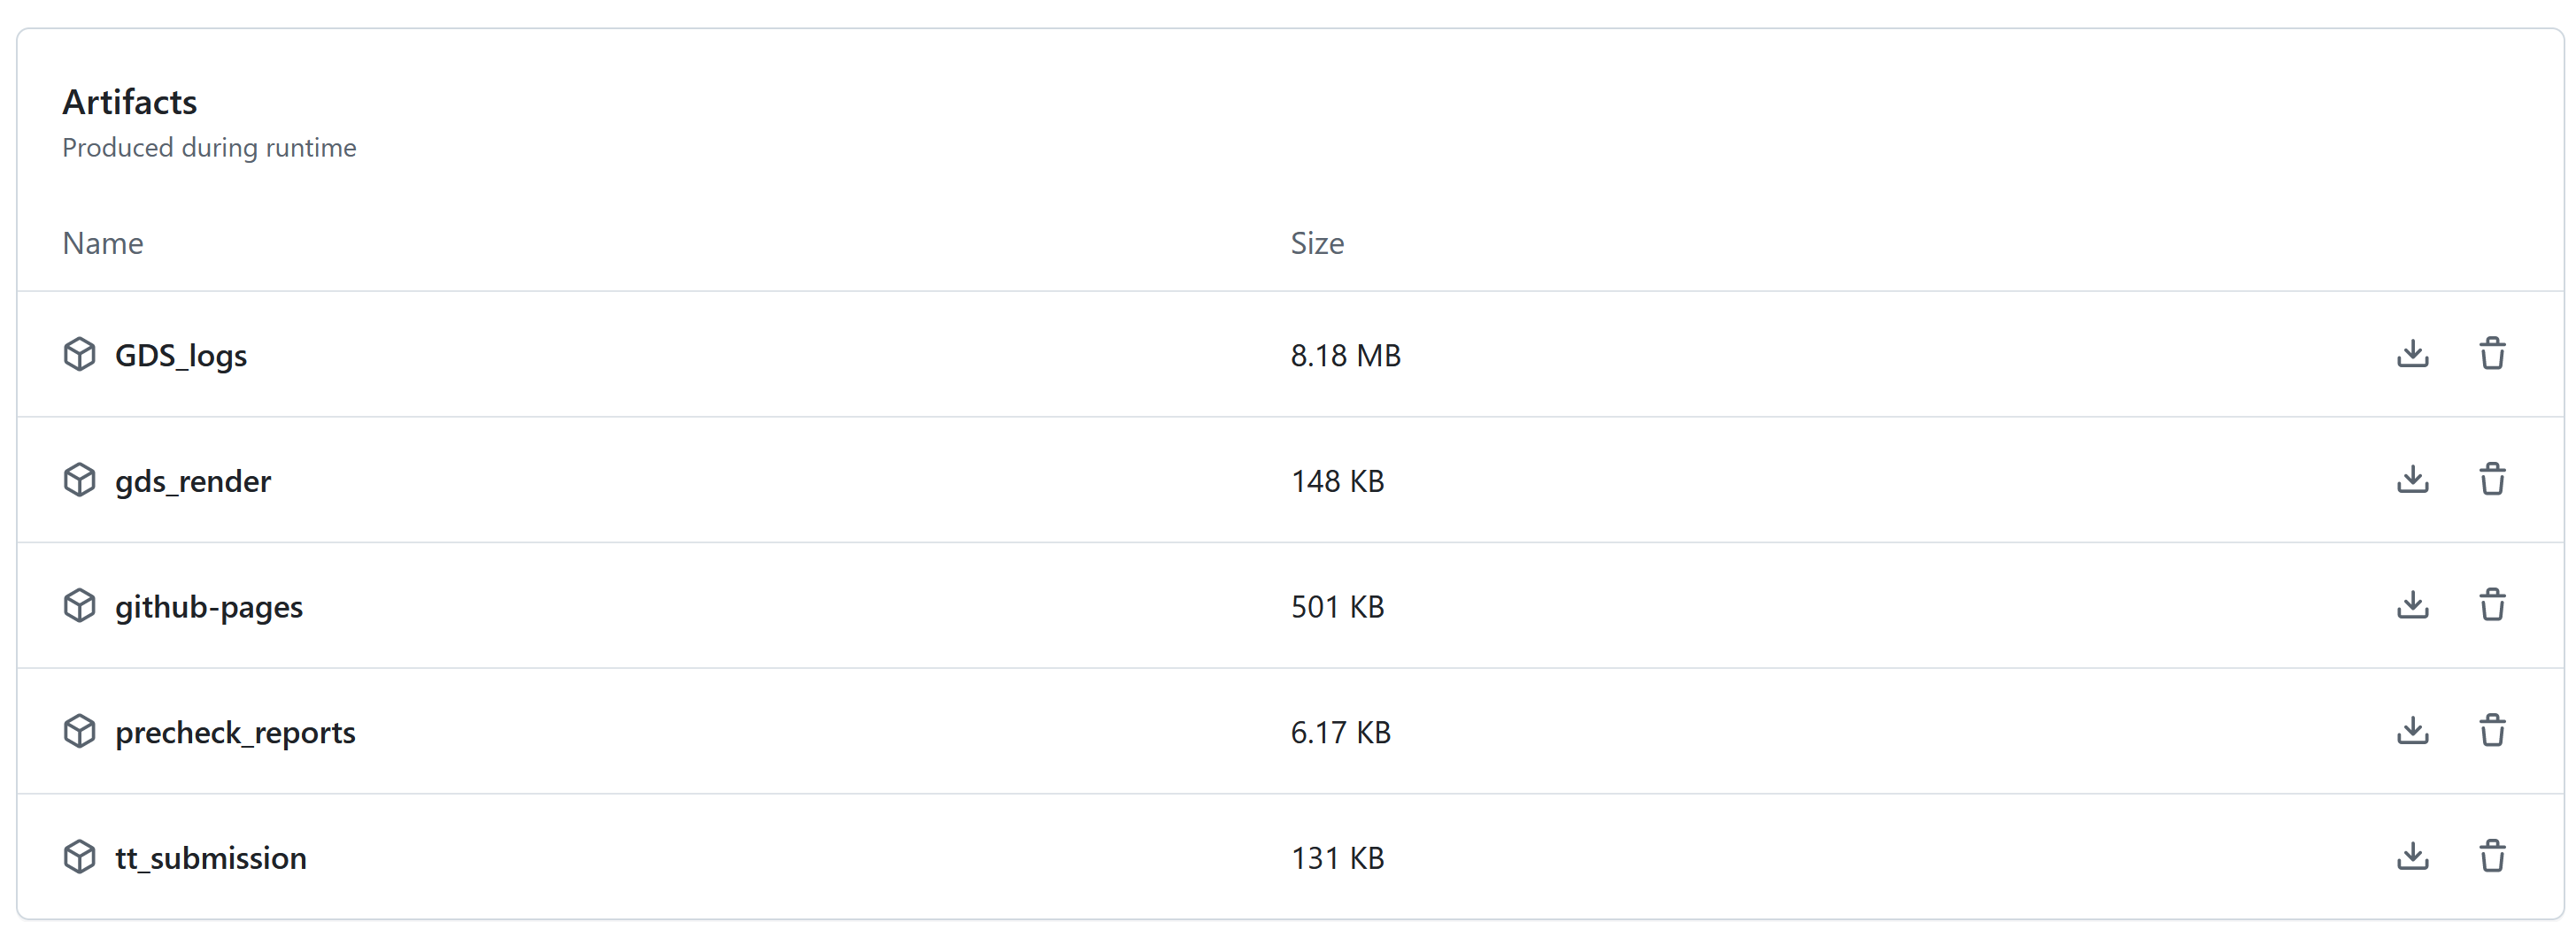 Artifacts
Produced during runtime
Name Size
GDS_logs 8.18 MB
gds_render 148 KB
github-pages 501 KB
precheck_reports 6.17 KB
tt_submission 131 KB